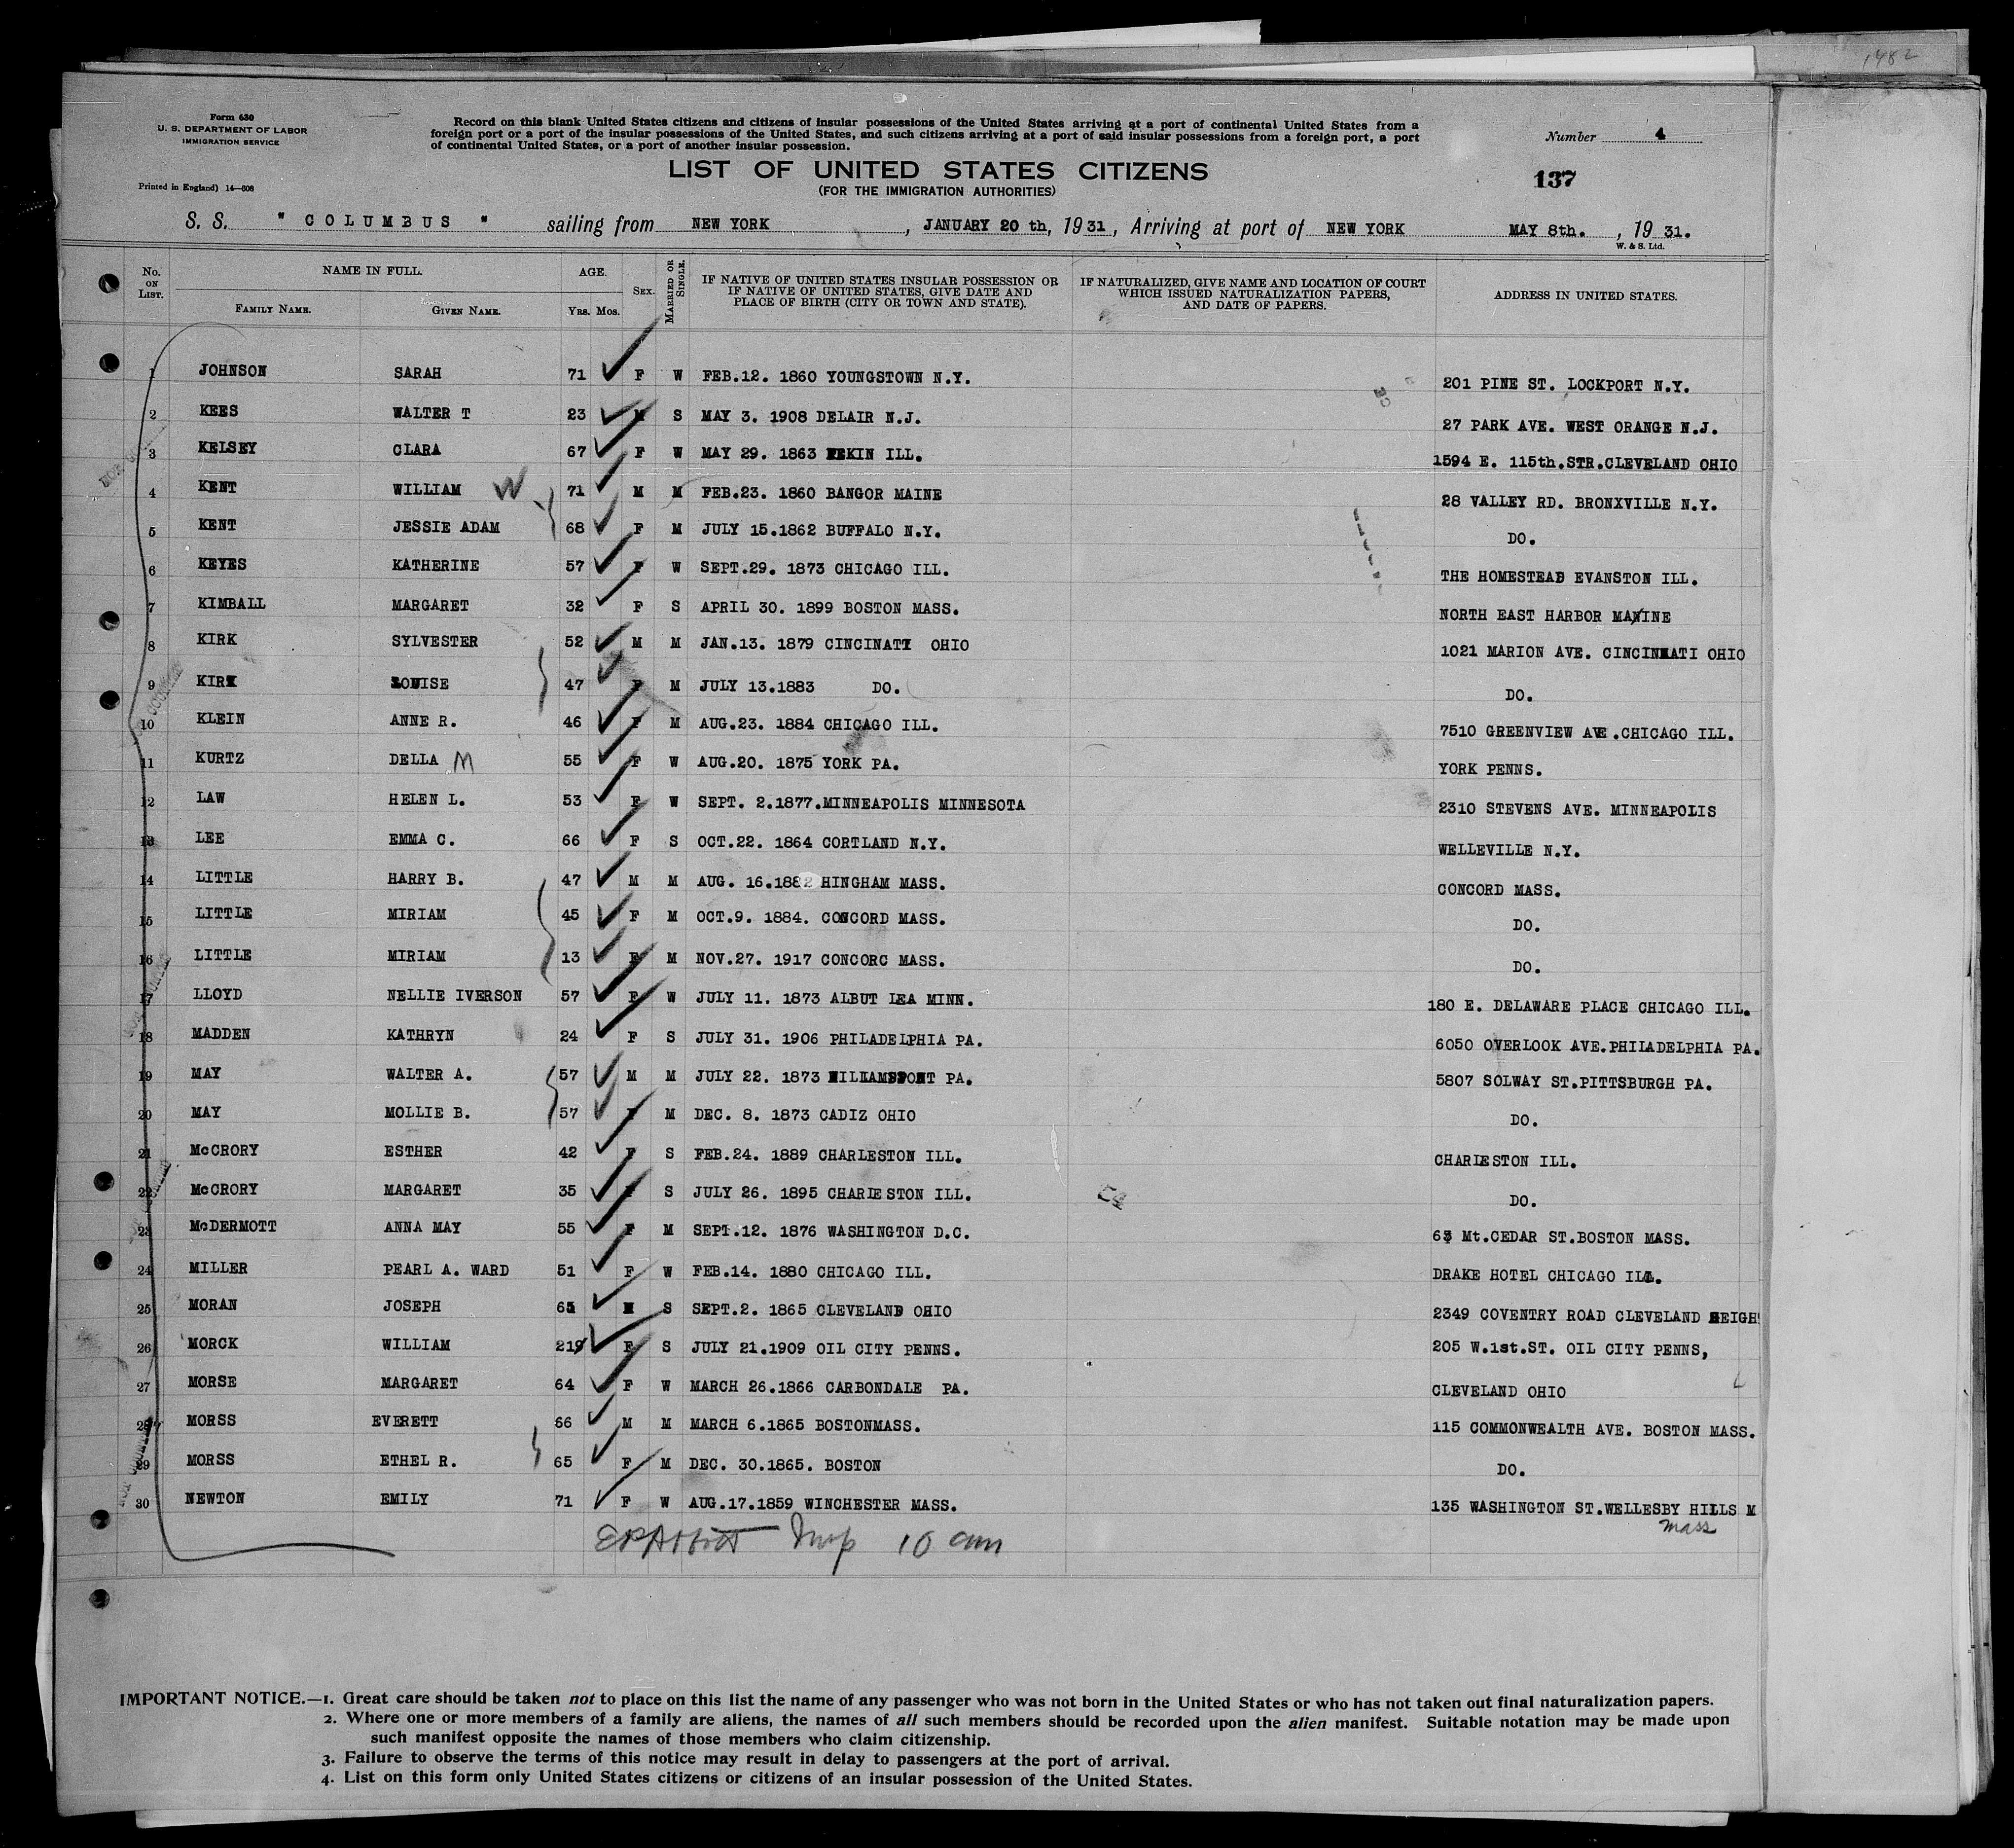 1482
Form 630
U. S. DEPARTMENT OF LABOR
IMMIGRATION SERVICE
Printed in England) 14—608
Record on this blank United States citizens and citizens of insular possessions of the United States arriving at a port of continental United States from a
foreign port or a port of the insular possessions of the United States, and such citizens arriving at a port of said insular possessions from a foreign port, a port
of continental United States, or a port of another insular possession.
Number 4
LIST OF UNITED STATES CITIZENS
(FOR THE IMMIGRATION AUTHORITIES)
137
S. S. "COLUMBUS" sailing from NEW YORK, JANUARY 20 th, 1931, Arriving at port of NEW YORK MAY 8th., 19 31.
W. & S. Ltd.
No. ON LIST. NAME IN FULL. FAMILY NAME. GIVEN NAME. AGE. YRS. MOS. SEX. MARRIED OR SINGLE. IF NATIVE OF UNITED STATES INSULAR POSSESSION OR IF NATIVE OF UNITED STATES, GIVE DATE AND PLACE OF BIRTH (CITY OR TOWN AND STATE). IF NATURALIZED, GIVE NAME AND LOCATION OF COURT WHICH ISSUED NATURALIZATION PAPERS, AND DATE OF PAPERS. ADDRESS IN UNITED STATES.
1 JOHNSON SARAH 71 F W FEB.12. 1860 YOUNGSTOWN N.Y. 201 PINE ST. LOCKPORT N.Y.
2 KEES WALTER T 23 M S MAY 3. 1908 DELAIR N.J. 27 PARK AVE. WEST ORANGE N.J.
3 KELSEY CLARA 67 F W MAY 29. 1863 PEKIN ILL. 1594 E. 115th.STR.CLEVELAND OHIO
4 KENT WILLIAM W 71 M M FEB.23. 1860 BANGOR MAINE 28 VALLEY RD. BRONXVILLE N.Y.
5 KENT JESSIE ADAM 68 F M JULY 15.1862 BUFFALO N.Y. DO.
6 KEYES KATHERINE 57 F W SEPT.29. 1873 CHICAGO ILL. THE HOMESTEAD EVANSTON ILL.
7 KIMBALL MARGARET 32 F S APRIL 30. 1899 BOSTON MASS. NORTH EAST HARBOR MAINE
8 KIRK SYLVESTER 52 M M JAN.13. 1879 CINCINATI OHIO 1021 MARION AVE. CINCINNATI OHIO
9 KIRK LOUISE 47 F M JULY 13.1883 DO. DO.
10 KLEIN ANNE R. 46 F M AUG.23. 1884 CHICAGO ILL. 7510 GREENVIEW AVE.CHICAGO ILL.
11 KURTZ DELLA M 55 F W AUG.20. 1875 YORK PA. YORK PENNS.
12 LAW HELEN L. 53 F W SEPT. 2.1877.MINNEAPOLIS MINNESOTA 2310 STEVENS AVE. MINNEAPOLIS
13 LEE EMMA C. 66 F S OCT.22. 1864 CORTLAND N.Y. WELLEVILLE N.Y.
14 LITTLE HARRY B. 47 M M AUG. 16.1882 HINGHAM MASS. CONCORD MASS.
15 LITTLE MIRIAM 45 F M OCT.9. 1884. CONCORD MASS. DO.
16 LITTLE MIRIAM 13 F M NOV.27. 1917 CONCORC MASS. DO.
17 LLOYD NELLIE IVERSON 57 F W JULY 11. 1873 ALBUT LEA MINN. 180 E. DELAWARE PLACE CHICAGO ILL.
18 MADDEN KATHRYN 24 F S JULY 31. 1906 PHILADELPHIA PA. 6050 OVERLOOK AVE.PHILADELPHIA PA.
19 MAY WALTER A. 57 M M JULY 22. 1873 WILLIAMSPORT PA. 5807 SOLWAY ST.PITTSBURGH PA.
20 MAY MOLLIE B. 57 F M DEC. 8. 1873 CADIZ OHIO DO.
21 McCRORY ESTHER 42 F S FEB.24. 1889 CHARLESTON ILL. CHARLESTON ILL.
22 McCRORY MARGARET 35 F S JULY 26. 1895 CHARLESTON ILL. DO.
23 McDERMOTT ANNA MAY 55 F M SEPT.12. 1876 WASHINGTON D.C. 63 Mt.CEDAR ST.BOSTON MASS.
24 MILLER PEARL A. WARD 51 F W FEB.14. 1880 CHICAGO ILL. DRAKE HOTEL CHICAGO ILL.
25 MORAN JOSEPH 65 M S SEPT.2. 1865 CLEVELAND OHIO 2349 COVENTRY ROAD CLEVELAND HEIGH
26 MORCK WILLIAM 21 F S JULY 21.1909 OIL CITY PENNS. 205 W.1st.ST. OIL CITY PENNS,
27 MORSE MARGARET 64 F W MARCH 26.1866 CARBONDALE PA. CLEVELAND OHIO
28 MORSS EVERETT 66 M M MARCH 6.1865 BOSTONMASS. 115 COMMONWEALTH AVE. BOSTON MASS.
29 MORSS ETHEL R. 65 F M DEC. 30.1865. BOSTON DO.
30 NEWTON EMILY 71 F W AUG.17.1859 WINCHESTER MASS. 135 WASHINGTON ST.WELLESBY HILLS M
mass
Insp 10 am
IMPORTANT NOTICE.—1. Great care should be taken not to place on this list the name of any passenger who was not born in the United States or who has not taken out final naturalization papers.
2. Where one or more members of a family are aliens, the names of all such members should be recorded upon the alien manifest. Suitable notation may be made upon
such manifest opposite the names of those members who claim citizenship.
3. Failure to observe the terms of this notice may result in delay to passengers at the port of arrival.
4. List on this form only United States citizens or citizens of an insular possession of the United States.